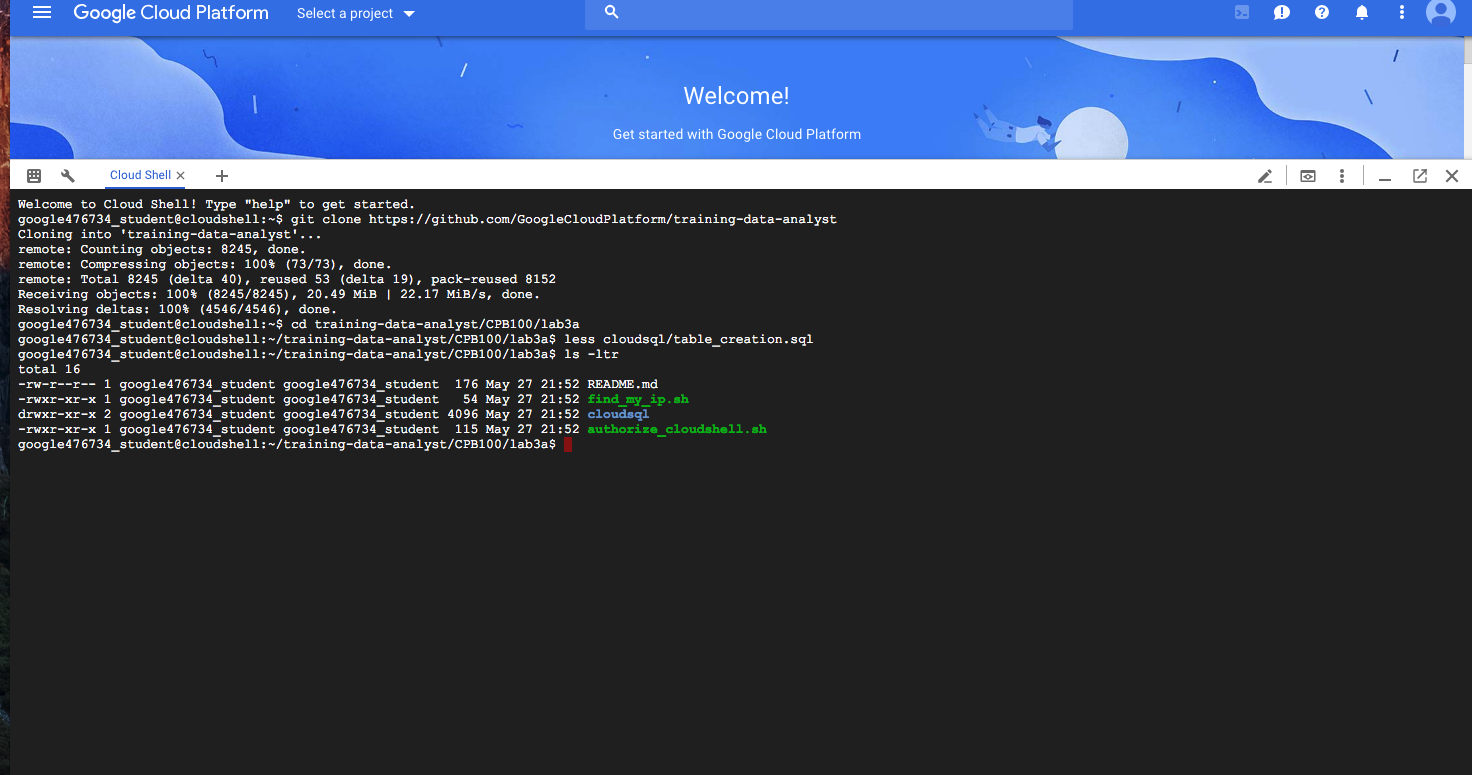 Google Cloud Platform
Select a project
Welcome!
Get started with Google Cloud Platform
Cloud Shell
Welcome to Cloud Shell! Type "help" to get started.
google476734_student@cloudshell:~$ git clone https://github.com/GoogleCloudPlatform/training-data-analyst
Cloning into 'training-data-analyst'...
remote: Counting objects: 8245, done.
remote: Compressing objects: 100% (73/73), done.
remote: Total 8245 (delta 40), reused 53 (delta 19), pack-reused 8152
Receiving objects: 100% (8245/8245), 20.49 MiB | 22.17 MiB/s, done.
Resolving deltas: 100% (4546/4546), done.
google476734_student@cloudshell:~$ cd training-data-analyst/CPB100/lab3a
google476734_student@cloudshell:~/training-data-analyst/CPB100/lab3a$ less cloudsql/table_creation.sql
google476734_student@cloudshell:~/training-data-analyst/CPB100/lab3a$ ls -ltr
total 16
-rw-r--r-- 1 google476734_student google476734_student  176 May 27 21:52 README.md
-rwxr-xr-x 1 google476734_student google476734_student   54 May 27 21:52 find_my_ip.sh
drwxr-xr-x 2 google476734_student google476734_student 4096 May 27 21:52 cloudsql
-rwxr-xr-x 1 google476734_student google476734_student  115 May 27 21:52 authorize_cloudshell.sh
google476734_student@cloudshell:~/training-data-analyst/CPB100/lab3a$